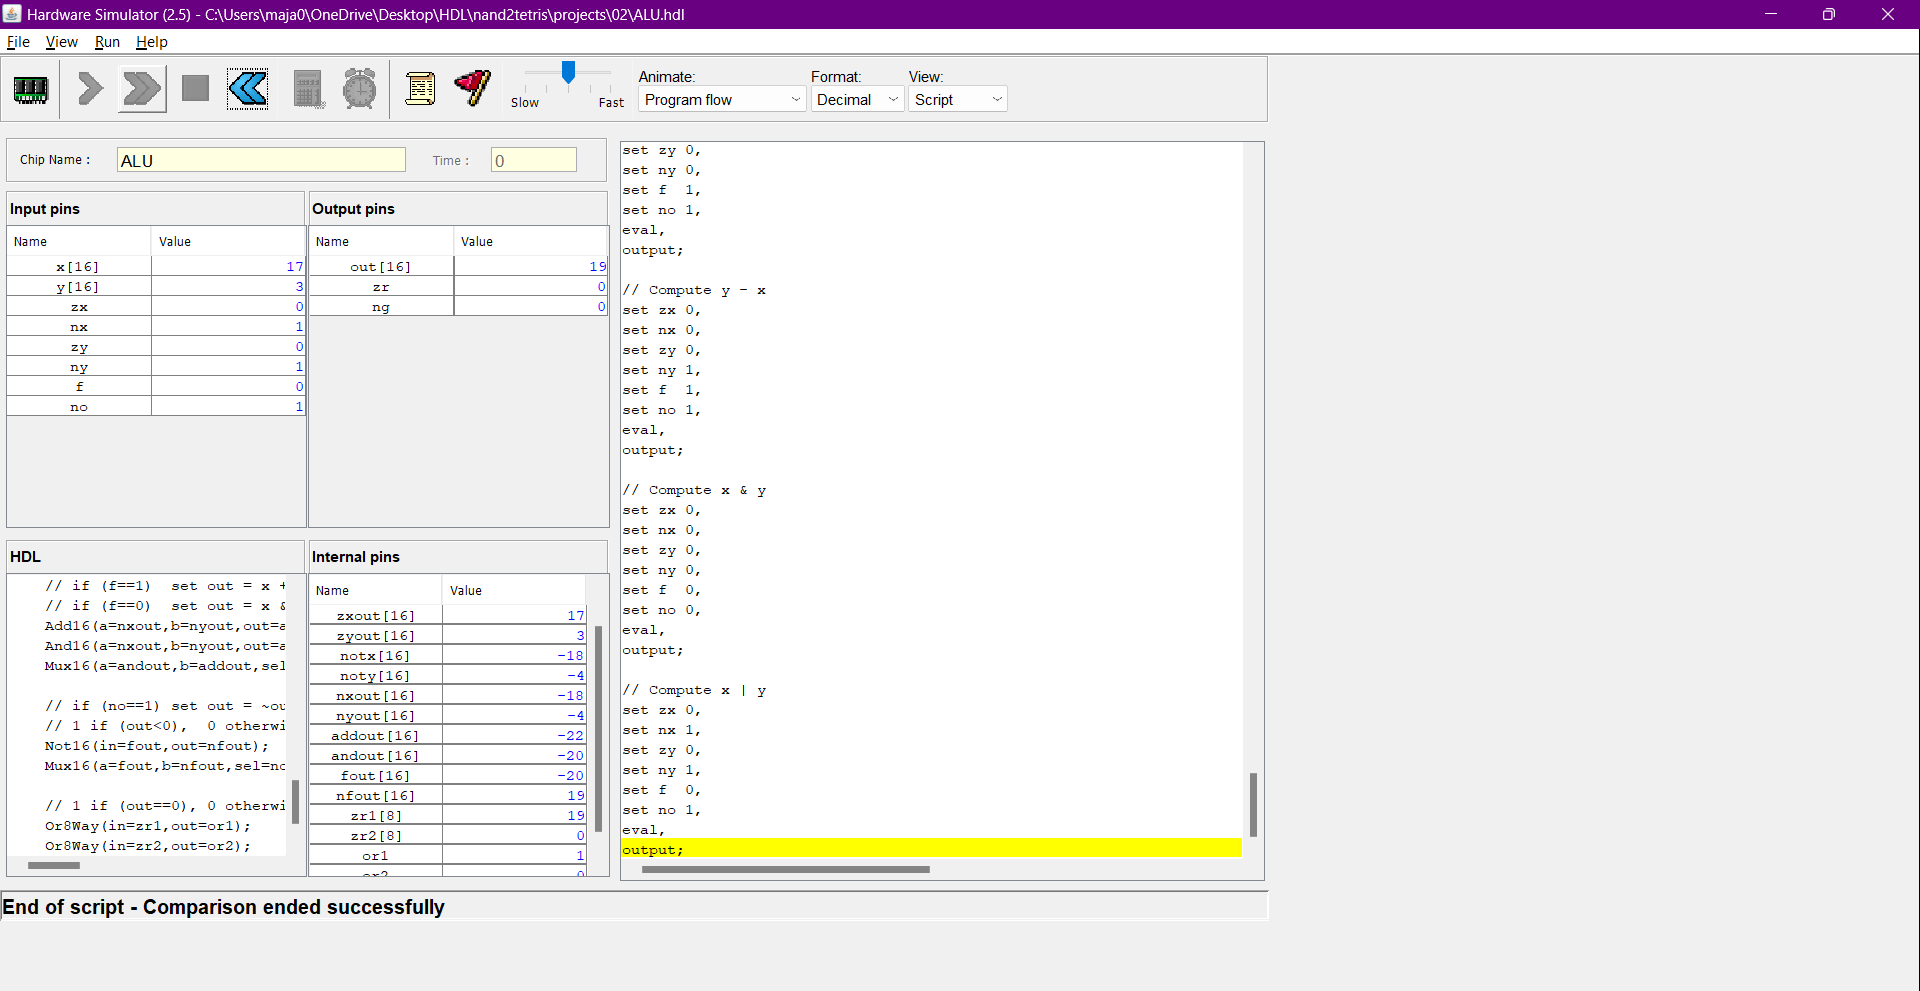 Hardware Simulator (2.5) - C:\Users\maja0\OneDrive\Desktop\HDL\nand2tetris\projects\02\ALU.hdl
File View Run Help
Slow Fast
Animate: Format: View:
Program flow Decimal Script
Chip Name : ALU Time : 0
Input pins
Name Value
x[16] 17
y[16] 3
zx 0
nx 1
zy 0
ny 1
f 0
no 1
Output pins
Name Value
out[16] 19
zr 0
ng 0
HDL
// if (f==1) set out = x +
// if (f==0) set out = x &
Add16(a=nxout,b=nyout,out=a
And16(a=nxout,b=nyout,out=a
Mux16(a=andout,b=addout,sel
// if (no==1) set out = ~ou
// 1 if (out<0), 0 otherwi
Not16(in=fout,out=nfout);
Mux16(a=fout,b=nfout,sel=no
// 1 if (out==0), 0 otherwi
Or8Way(in=zr1,out=or1);
Or8Way(in=zr2,out=or2);
Internal pins
Name Value
zxout[16] 17
zyout[16] 3
notx[16] -18
noty[16] -4
nxout[16] -18
nyout[16] -4
addout[16] -22
andout[16] -20
fout[16] -20
nfout[16] 19
zr1[8] 19
zr2[8] 0
or1 1
or2 0
set zy 0,
set ny 0,
set f 1,
set no 1,
eval,
output;
// Compute y - x
set zx 0,
set nx 0,
set zy 0,
set ny 1,
set f 1,
set no 1,
eval,
output;
// Compute x & y
set zx 0,
set nx 0,
set zy 0,
set ny 0,
set f 0,
set no 0,
eval,
output;
// Compute x | y
set zx 0,
set nx 1,
set zy 0,
set ny 1,
set f 0,
set no 1,
eval,
output;
End of script - Comparison ended successfully